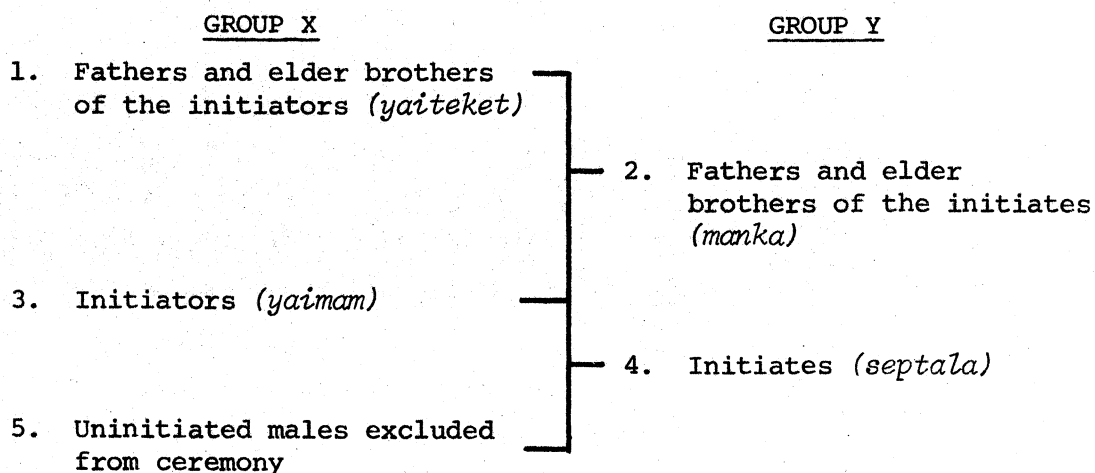 GROUP X
GROUP Y
1. Fathers and elder brothers
of the initiators (yaiteket)
2. Fathers and elder
brothers of the initiates
(manka)
3. Initiators (yaimam)
4. Initiates (septala)
5. Uninitiated males excluded
from ceremony